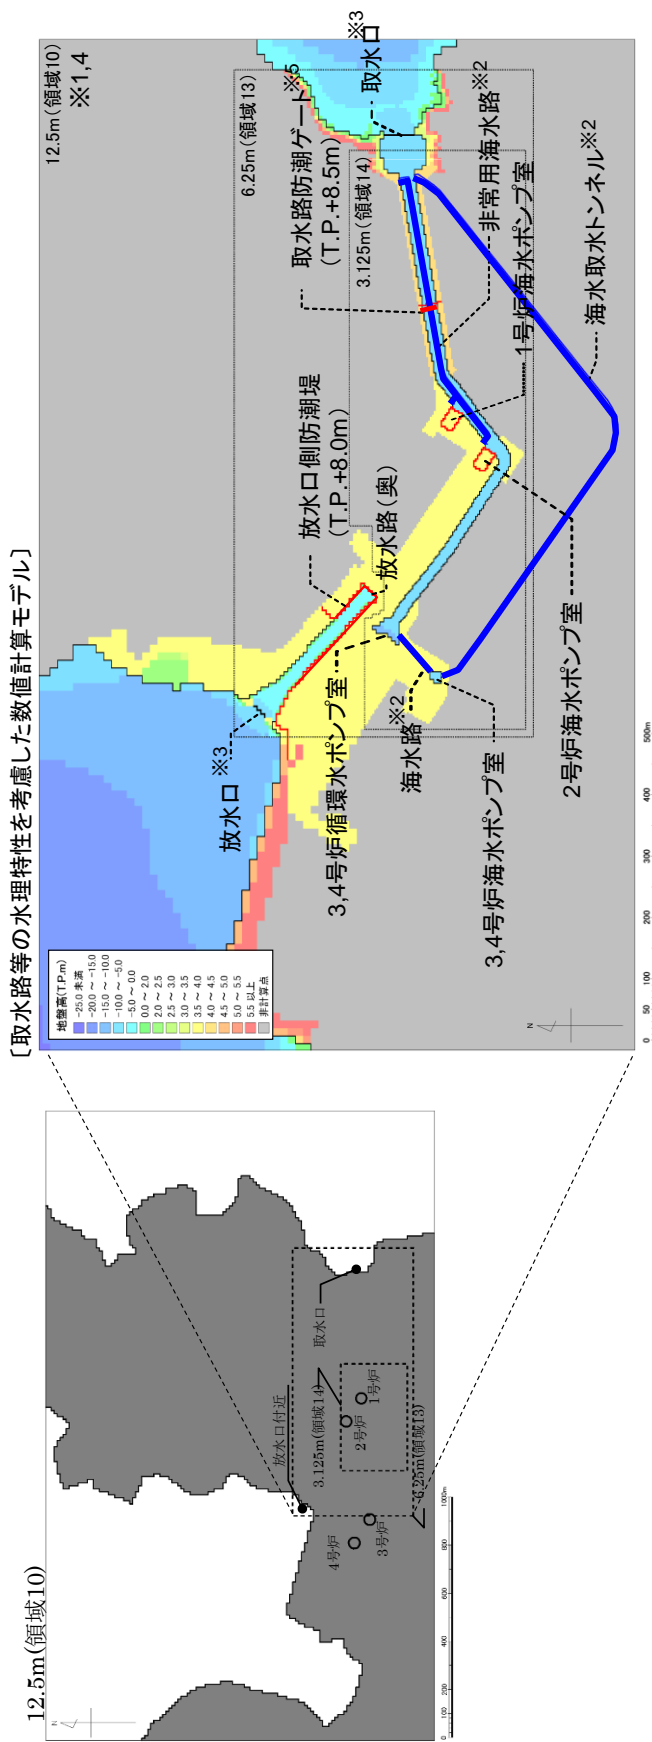 〔取水路等の水理特性を考慮した数値計算モデル〕
12.5m(領域10)
N
放水口付近
3.125m(領域14)
取水口
4号炉
3号炉
2号炉
1号炉
6.25m(領域13)
0 100 200 400 600 800 1000m
12.5m(領域10)
※1,4
6.25m(領域13)
3.125m(領域14)
地盤高(T.P.m)
-25.0 未満
-20.0 ～ -15.0
-15.0 ～ -10.0
-10.0 ～ -5.0
-5.0 ～ 0.0
0.0 ～ 2.0
2.0 ～ 2.5
2.5 ～ 3.0
3.0 ～ 3.5
3.5 ～ 4.0
4.0 ～ 4.5
4.5 ～ 5.0
5.0 ～ 5.5
5.5 以上
非計算点
放水口※3
放水口側防潮堤
(T.P.+8.0m)
放水路(奥)
取水路防潮ゲート※5
(T.P.+8.5m)
取水口※3
非常用海水路※2
1号炉海水ポンプ室
海水取水トンネル※2
2号炉海水ポンプ室
3,4号炉循環水ポンプ室
海水路※2
3,4号炉海水ポンプ室
N
0 50 100 200 300 400 500m